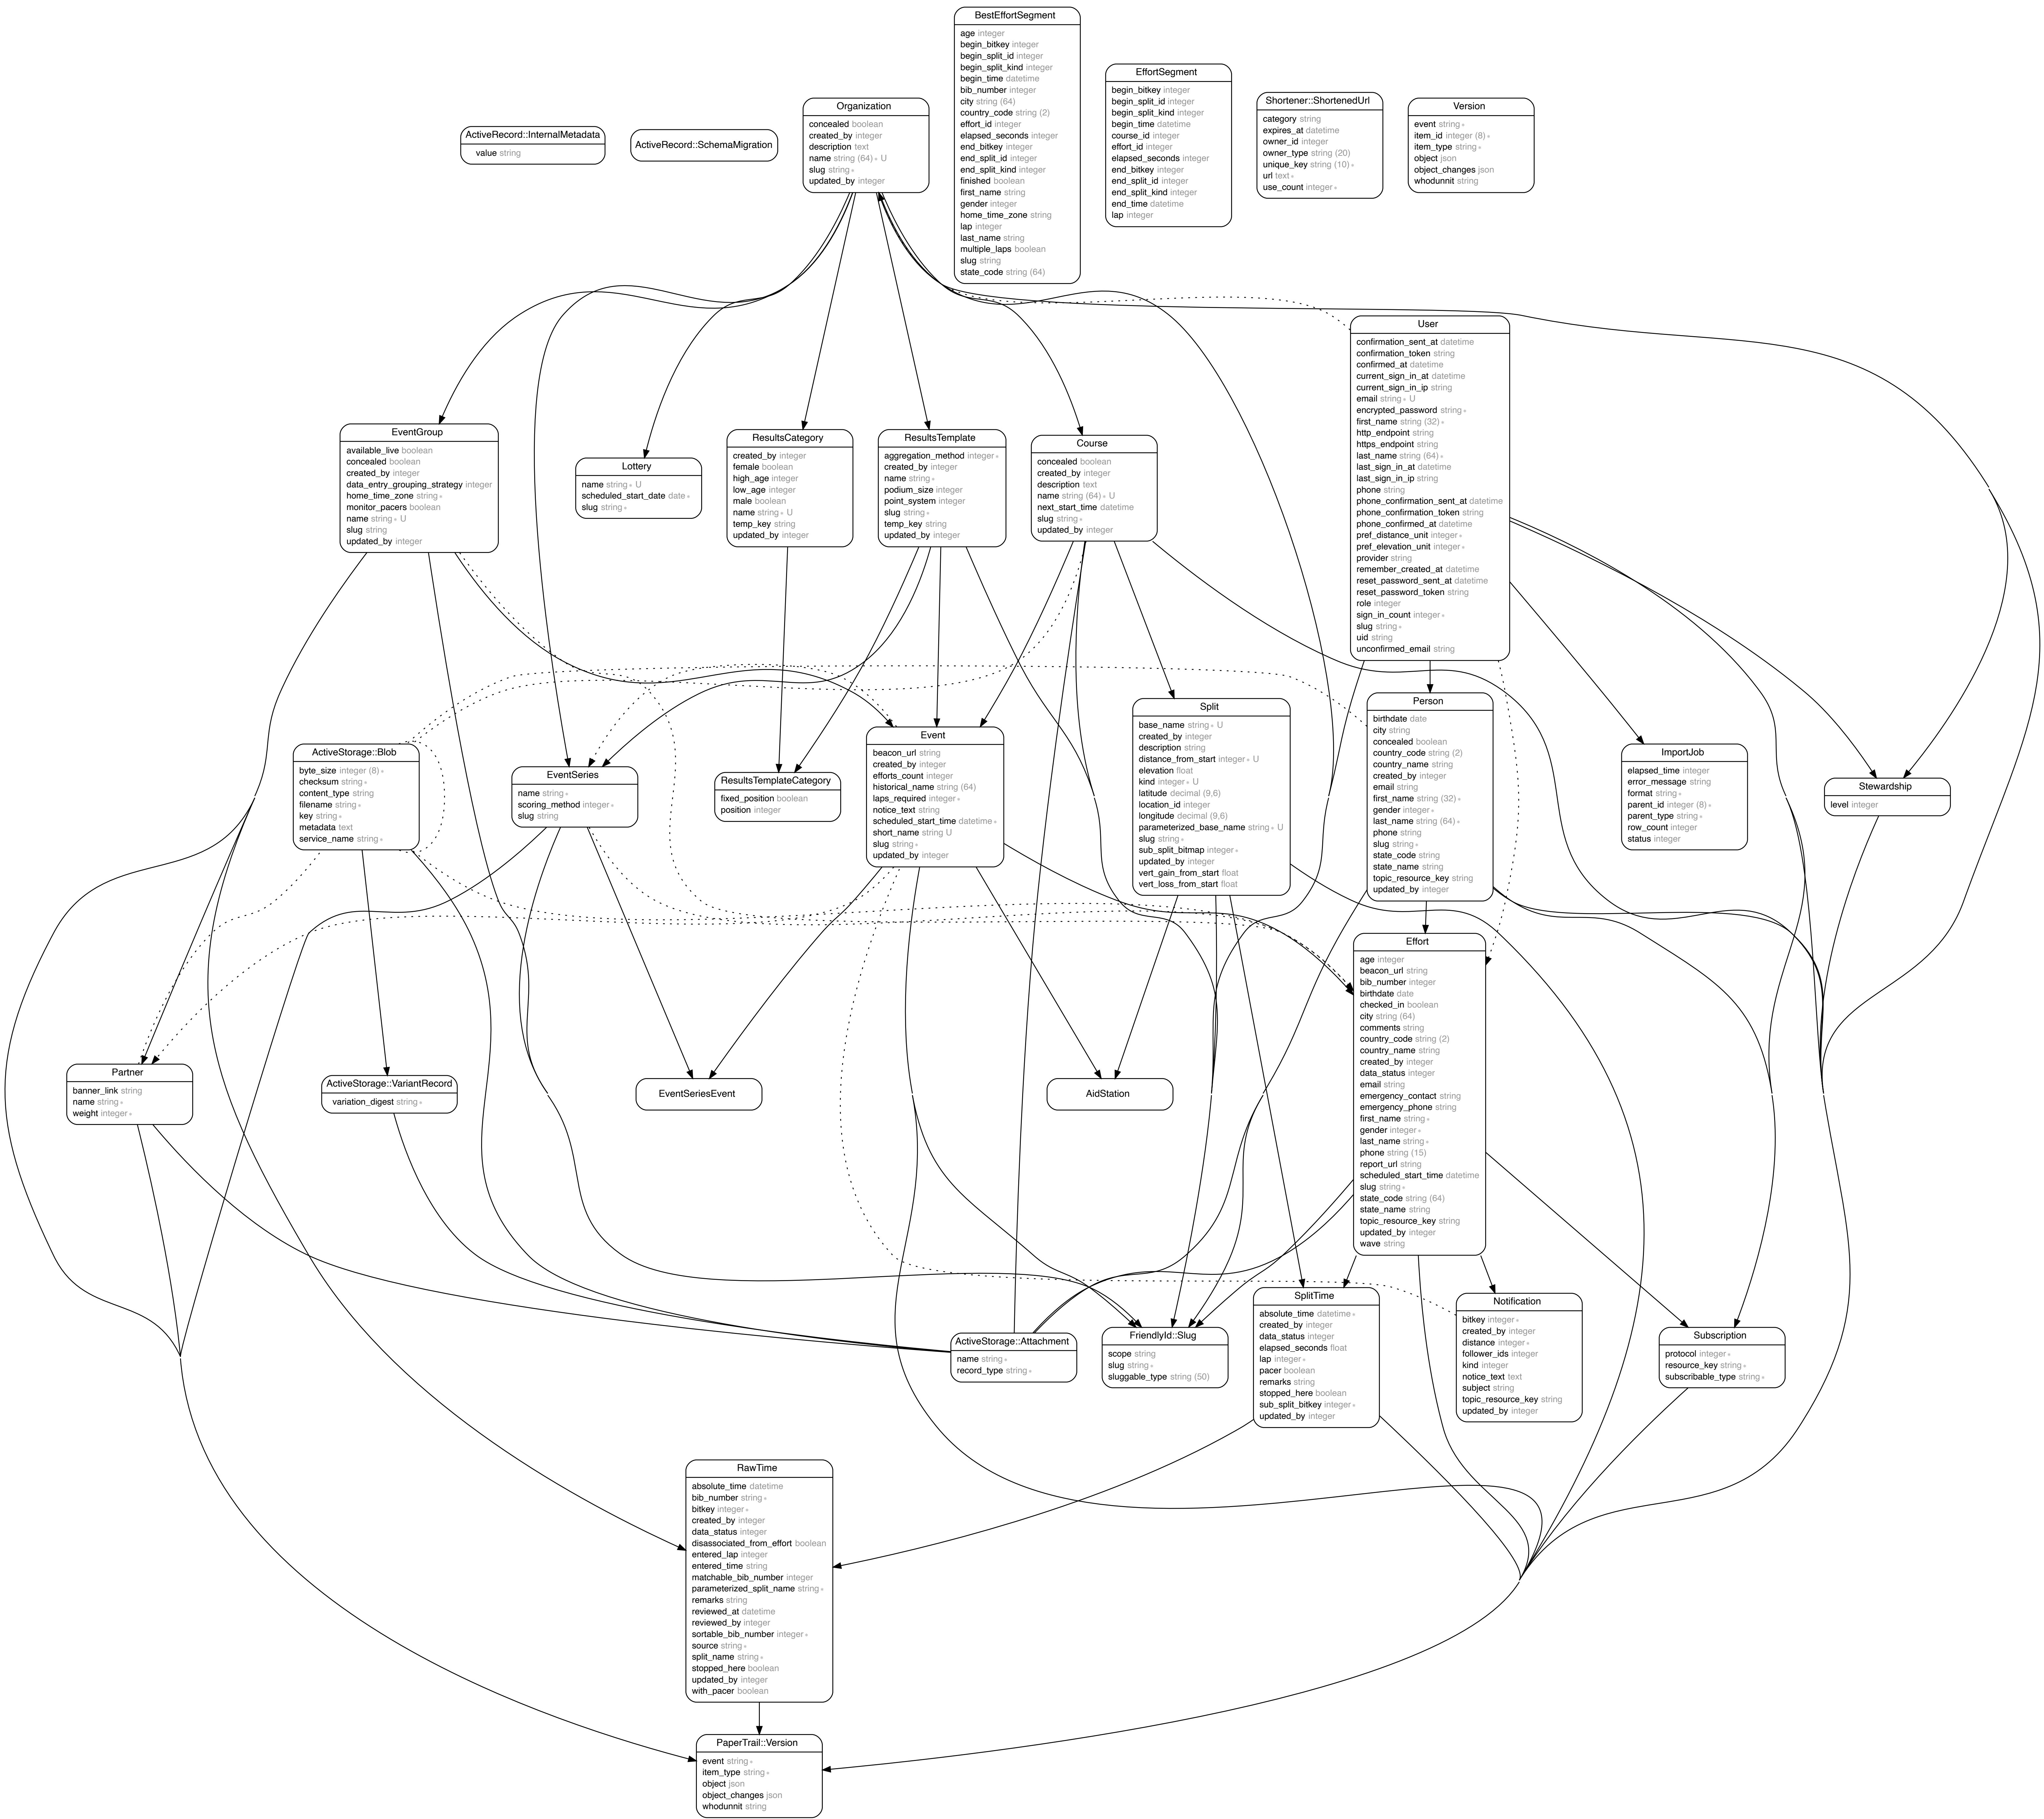 BestEffortSegment
age integer
begin_bitkey integer
begin_split_id integer
begin_split_kind integer
begin_time datetime
bib_number integer
city string (64)
country_code string (2)
effort_id integer
elapsed_seconds integer
end_bitkey integer
end_split_id integer
end_split_kind integer
finished boolean
first_name string
gender integer
home_time_zone string
lap integer
last_name string
multiple_laps boolean
slug string
state_code string (64)
EffortSegment
begin_bitkey integer
begin_split_id integer
begin_split_kind integer
begin_time datetime
course_id integer
effort_id integer
elapsed_seconds integer
end_bitkey integer
end_split_id integer
end_split_kind integer
end_time datetime
lap integer
Shortener::ShortenedUrl
category string
expires_at datetime
owner_id integer
owner_type string (20)
unique_key string (10) *
url text *
use_count integer *
Version
event string *
item_id integer (8) *
item_type string *
object json
object_changes json
whodunnit string
Organization
concealed boolean
created_by integer
description text
name string (64) * U
slug string *
updated_by integer
ActiveRecord::InternalMetadata
value string
ActiveRecord::SchemaMigration
User
confirmation_sent_at datetime
confirmation_token string
confirmed_at datetime
current_sign_in_at datetime
current_sign_in_ip string
email string * U
encrypted_password string *
first_name string (32) *
http_endpoint string
https_endpoint string
last_name string (64) *
last_sign_in_at datetime
last_sign_in_ip string
phone string
phone_confirmation_sent_at datetime
phone_confirmation_token string
phone_confirmed_at datetime
pref_distance_unit integer *
pref_elevation_unit integer *
provider string
remember_created_at datetime
reset_password_sent_at datetime
reset_password_token string
role integer
sign_in_count integer *
slug string *
uid string
unconfirmed_email string
EventGroup
available_live boolean
concealed boolean
created_by integer
data_entry_grouping_strategy integer
home_time_zone string *
monitor_pacers boolean
name string * U
slug string
updated_by integer
Lottery
name string * U
scheduled_start_date date *
slug string *
ResultsCategory
created_by integer
female boolean
high_age integer
low_age integer
male boolean
name string * U
temp_key string
updated_by integer
ResultsTemplate
aggregation_method integer *
created_by integer
name string *
podium_size integer
point_system integer
slug string *
temp_key string
updated_by integer
Course
concealed boolean
created_by integer
description text
name string (64) * U
next_start_time datetime
slug string *
updated_by integer
ActiveStorage::Blob
byte_size integer (8) *
checksum string *
content_type string
filename string *
key string *
metadata text
service_name string *
EventSeries
name string *
scoring_method integer *
slug string
ResultsTemplateCategory
fixed_position boolean
position integer
Event
beacon_url string
created_by integer
efforts_count integer
historical_name string (64)
laps_required integer *
notice_text string
scheduled_start_time datetime *
short_name string U
slug string *
updated_by integer
Split
base_name string * U
created_by integer
description string
distance_from_start integer * U
elevation float
kind integer * U
latitude decimal (9,6)
location_id integer
longitude decimal (9,6)
parameterized_base_name string * U
slug string *
sub_split_bitmap integer *
updated_by integer
vert_gain_from_start float
vert_loss_from_start float
Person
birthdate date
city string
concealed boolean
country_code string (2)
country_name string
created_by integer
email string
first_name string (32) *
gender integer *
last_name string (64) *
phone string
slug string *
state_code string
state_name string
topic_resource_key string
updated_by integer
ImportJob
elapsed_time integer
error_message string
format string *
parent_id integer (8) *
parent_type string *
row_count integer
status integer
Stewardship
level integer
Effort
age integer
beacon_url string
bib_number integer
birthdate date
checked_in boolean
city string (64)
comments string
country_code string (2)
country_name string
created_by integer
data_status integer
email string
emergency_contact string
emergency_phone string
first_name string *
gender integer *
last_name string *
phone string (15)
report_url string
scheduled_start_time datetime
slug string *
state_code string (64)
state_name string
topic_resource_key string
updated_by integer
wave string
Partner
banner_link string
name string *
weight integer *
ActiveStorage::VariantRecord
variation_digest string *
EventSeriesEvent
AidStation
ActiveStorage::Attachment
name string *
record_type string *
FriendlyId::Slug
scope string
slug string *
sluggable_type string (50)
SplitTime
absolute_time datetime *
created_by integer
data_status integer
elapsed_seconds float
lap integer *
pacer boolean
remarks string
stopped_here boolean
sub_split_bitkey integer *
updated_by integer
Notification
bitkey integer *
created_by integer
distance integer *
follower_ids integer
kind integer
notice_text text
subject string
topic_resource_key string
updated_by integer
Subscription
protocol integer *
resource_key string *
subscribable_type string *
RawTime
absolute_time datetime
bib_number string *
bitkey integer *
created_by integer
data_status integer
disassociated_from_effort boolean
entered_lap integer
entered_time string
matchable_bib_number integer
parameterized_split_name string *
remarks string
reviewed_at datetime
reviewed_by integer
sortable_bib_number integer *
source string *
split_name string *
stopped_here boolean
updated_by integer
with_pacer boolean
PaperTrail::Version
event string *
item_type string *
object json
object_changes json
whodunnit string